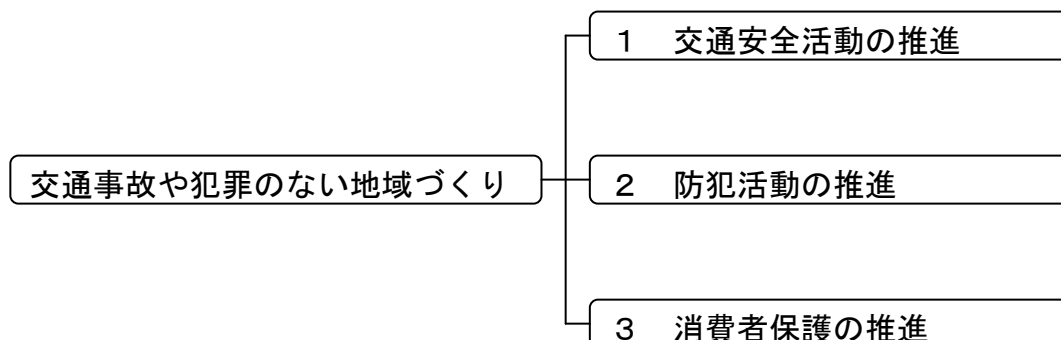 1　交通安全活動の推進
交通事故や犯罪のない地域づくり
2　防犯活動の推進
3　消費者保護の推進